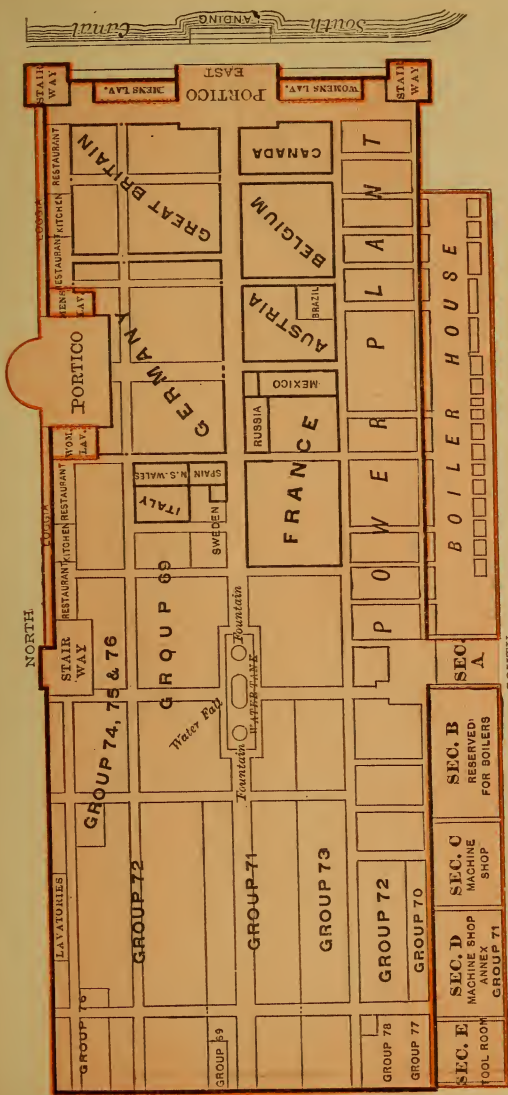 Canal
LANDING
South
NORTH
STAIR
WAY
MENS LAV.
PORTICO
EAST
WOMENS LAV.
STAIR
WAY
LOGGIA
RESTAURANT
KITCHEN
RESTAURANT
MENS
LAV.
PORTICO
WOM.
LAV.
LOGGIA
RESTAURANT
KITCHEN
RESTAURANT
STAIR
WAY
LAVATORIES
GREAT BRITAIN
CANADA
BELGIUM
GERMANY
AUSTRIA
BRAZIL
MEXICO
RUSSIA
FRANCE
SPAIN
N.S. WALES
ITALY
SWEDEN
POWER PLANT
BOILER HOUSE
GROUP 69
GROUP 74, 75 & 76
Water Fall
Fountain
WATER TANK
Fountain
GROUP 72
GROUP 71
GROUP 73
GROUP 72
GROUP 70
GROUP 76
GROUP 69
GROUP 78
GROUP 77
SEC.
A.
SEC. B
RESERVED
FOR BOILERS
SEC. C
MACHINE
SHOP
SEC. D
MACHINE SHOP
ANNEX
GROUP 71
SEC. E
TOOL ROOM